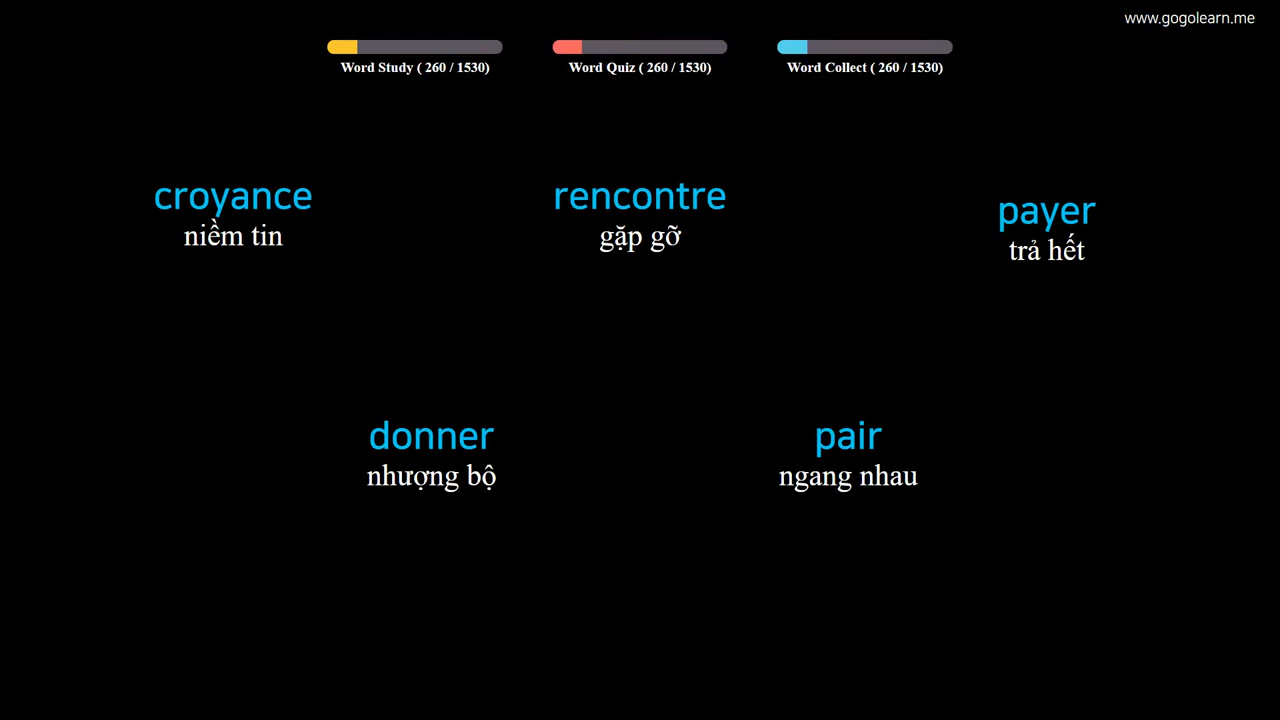 www.gogolearn.me
Word Study ( 260 / 1530)
Word Quiz ( 260 / 1530)
Word Collect ( 260 / 1530)
croyance
niềm tin
rencontre
gặp gỡ
payer
trả hết
donner
nhượng bộ
pair
ngang nhau